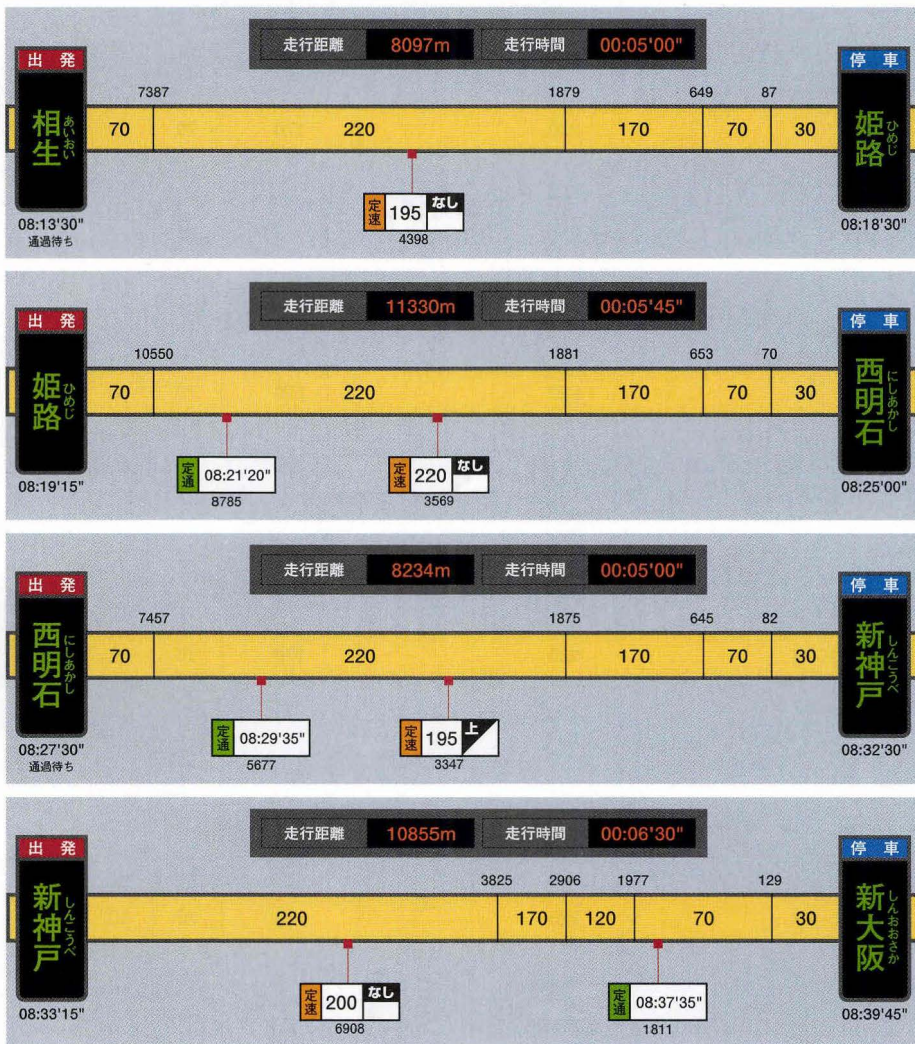 走行距離 8097m 走行時間 00:05'00"
出発 停車
7387 1879 649 87
相生 あいおい 70 220 170 70 30 姫路 ひめじ
定速 195 なし
4398
08:13'30" 08:18'30"
通過待ち
走行距離 11330m 走行時間 00:05'45"
出発 停車
10550 1881 653 70
姫路 ひめじ 70 220 170 70 30 西明石 にしあかし
定通 08:21'20" 定速 220 なし
8785 3569
08:19'15" 08:25'00"
走行距離 8234m 走行時間 00:05'00"
出発 停車
7457 1875 645 82
西明石 にしあかし 70 220 170 70 30 新神戸 しんこうべ
定通 08:29'35" 定速 195 上
5677 3347
08:27'30" 08:32'30"
通過待ち
走行距離 10855m 走行時間 00:06'30"
出発 停車
3825 2906 1977 129
新神戸 しんこうべ 220 170 120 70 30 新大阪 しんおおさか
定速 200 なし 定通 08:37'35"
6908 1811
08:33'15" 08:39'45"